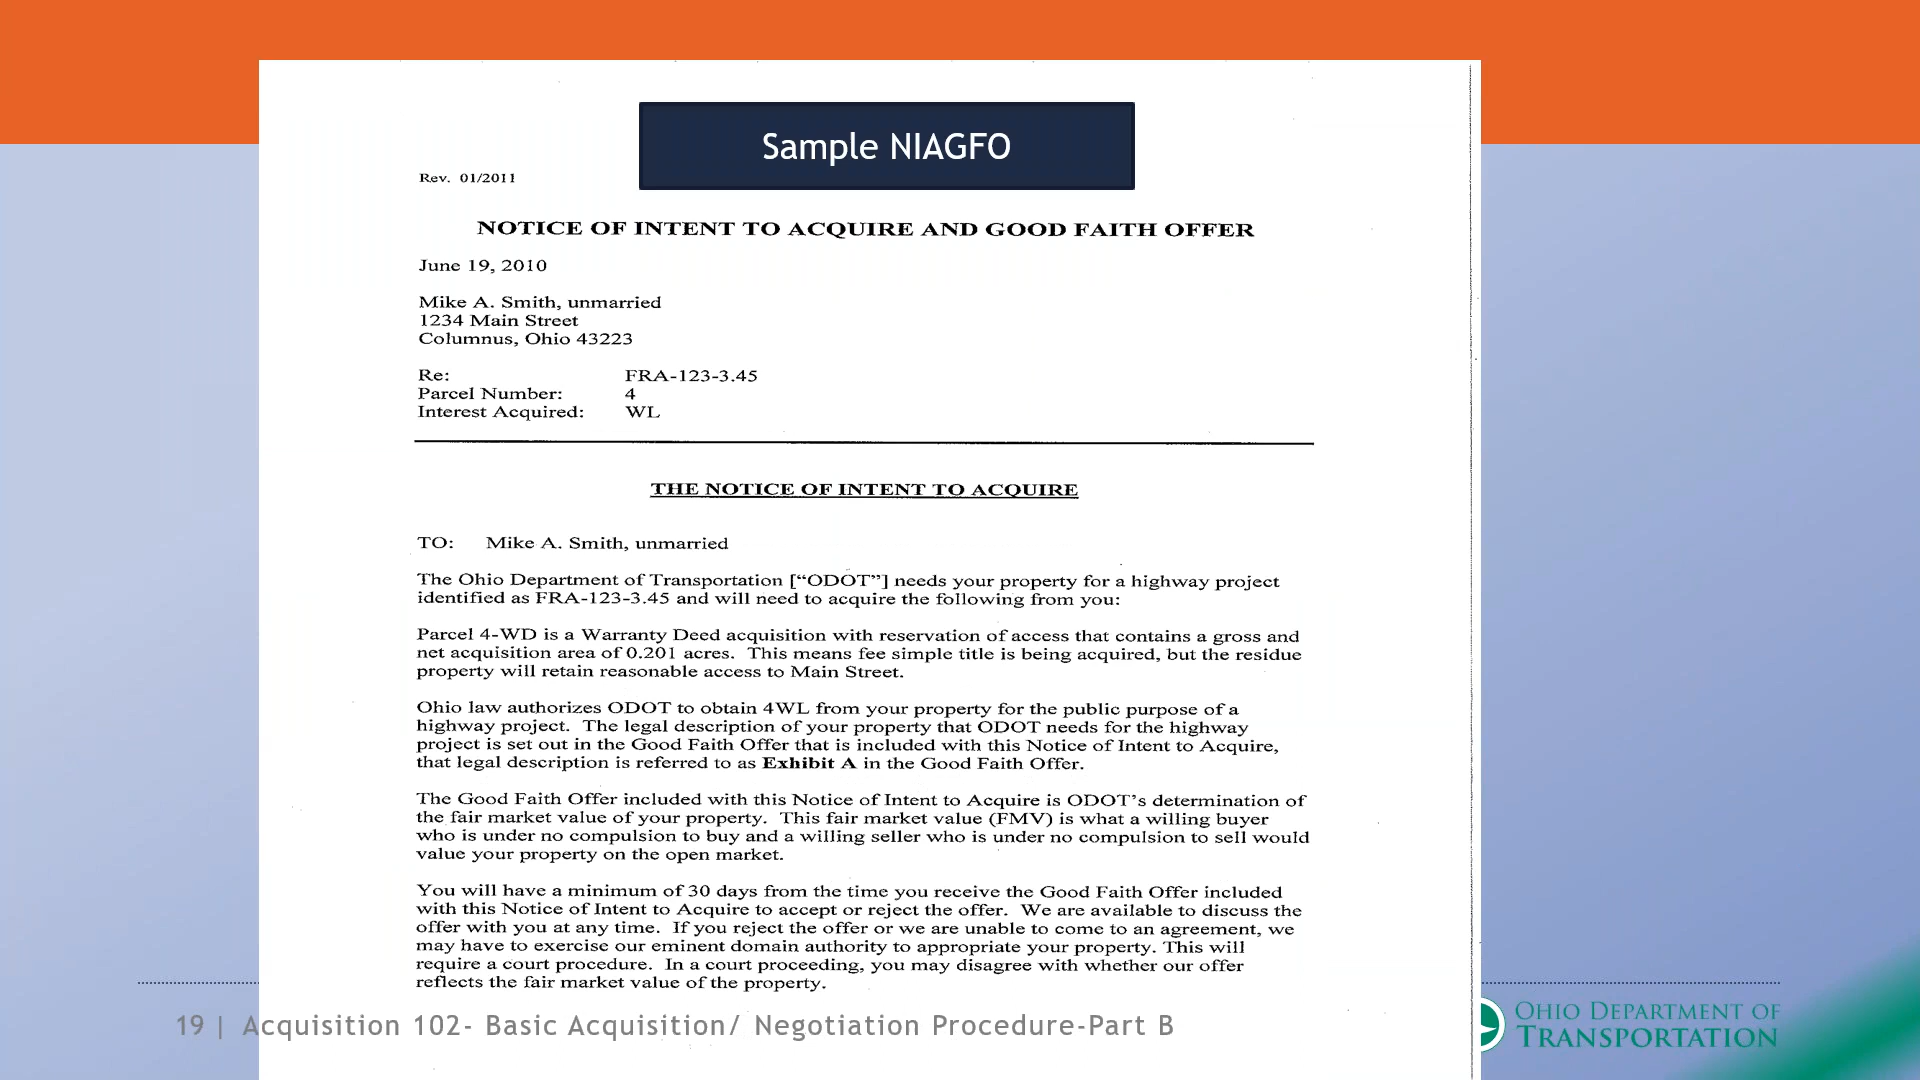 Sample NIAGFO
Rev. 01/2011
NOTICE OF INTENT TO ACQUIRE AND GOOD FAITH OFFER
June 19, 2010
Mike A. Smith, unmarried
1234 Main Street
Columnus, Ohio 43223
Re: FRA-123-3.45
Parcel Number: 4
Interest Acquired: WL
THE NOTICE OF INTENT TO ACQUIRE
TO: Mike A. Smith, unmarried
The Ohio Department of Transportation [“ODOT”] needs your property for a highway project
identified as FRA-123-3.45 and will need to acquire the following from you:
Parcel 4-WD is a Warranty Deed acquisition with reservation of access that contains a gross and
net acquisition area of 0.201 acres. This means fee simple title is being acquired, but the residue
property will retain reasonable access to Main Street.
Ohio law authorizes ODOT to obtain 4WL from your property for the public purpose of a
highway project. The legal description of your property that ODOT needs for the highway
project is set out in the Good Faith Offer that is included with this Notice of Intent to Acquire,
that legal description is referred to as Exhibit A in the Good Faith Offer.
The Good Faith Offer included with this Notice of Intent to Acquire is ODOT’s determination of
the fair market value of your property. This fair market value (FMV) is what a willing buyer
who is under no compulsion to buy and a willing seller who is under no compulsion to sell would
value your property on the open market.
You will have a minimum of 30 days from the time you receive the Good Faith Offer included
with this Notice of Intent to Acquire to accept or reject the offer. We are available to discuss the
offer with you at any time. If you reject the offer or we are unable to come to an agreement, we
may have to exercise our eminent domain authority to appropriate your property. This will
require a court procedure. In a court proceeding, you may disagree with whether our offer
reflects the fair market value of the property.
19 | Acquisition 102- Basic Acquisition/ Negotiation Procedure-Part B
OHIO DEPARTMENT OF
TRANSPORTATION